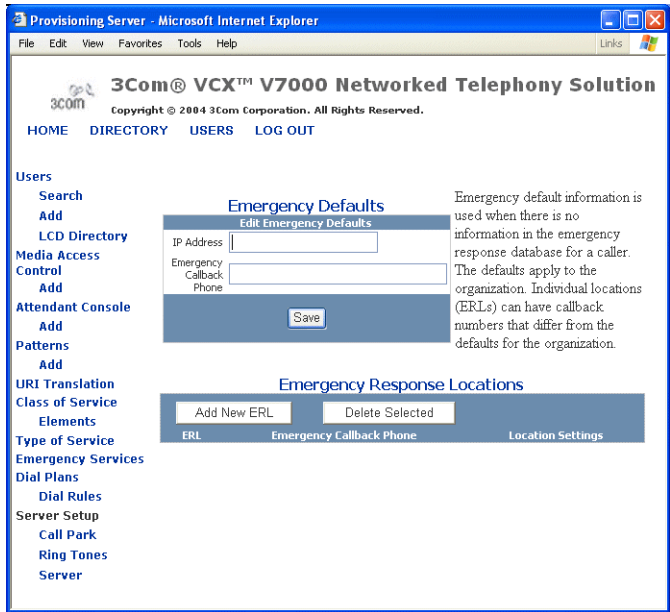 Provisioning Server - Microsoft Internet Explorer
File Edit View Favorites Tools Help Links
3com
3Com® VCX™ V7000 Networked Telephony Solution
Copyright © 2004 3Com Corporation. All Rights Reserved.
HOME DIRECTORY USERS LOG OUT
Users
Search
Add
LCD Directory
Media Access
Control
Add
Attendant Console
Add
Patterns
Add
URI Translation
Class of Service
Elements
Type of Service
Emergency Services
Dial Plans
Dial Rules
Server Setup
Call Park
Ring Tones
Server
Emergency Defaults
Edit Emergency Defaults
IP Address
Emergency
Callback
Phone
Save
Emergency default information is
used when there is no
information in the emergency
response database for a caller.
The defaults apply to the
organization. Individual locations
(ERLs) can have callback
numbers that differ from the
defaults for the organization.
Emergency Response Locations
Add New ERL Delete Selected
ERL Emergency Callback Phone Location Settings